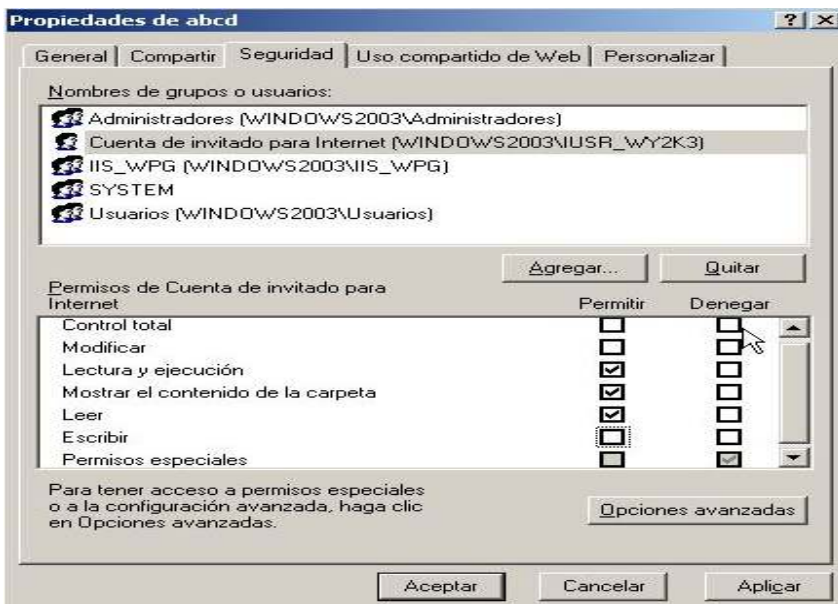 Propiedades de abcd
General Compartir Seguridad Uso compartido de Web Personalizar
Nombres de grupos o usuarios:
Administradores (WINDOWS2003\Administradores)
Cuenta de invitado para Internet (WINDOWS2003\IUSR_WY2K3)
IIS_WPG (WINDOWS2003\IIS_WPG)
SYSTEM
Usuarios (WINDOWS2003\Usuarios)
Agregar... Quitar
Permisos de Cuenta de invitado para
Internet Permitir Denegar
Control total
Modificar
Lectura y ejecución
Mostrar el contenido de la carpeta
Leer
Escribir
Permisos especiales
Para tener acceso a permisos especiales
o a la configuración avanzada, haga clic
en Opciones avanzadas.
Opciones avanzadas
Aceptar Cancelar Aplicar